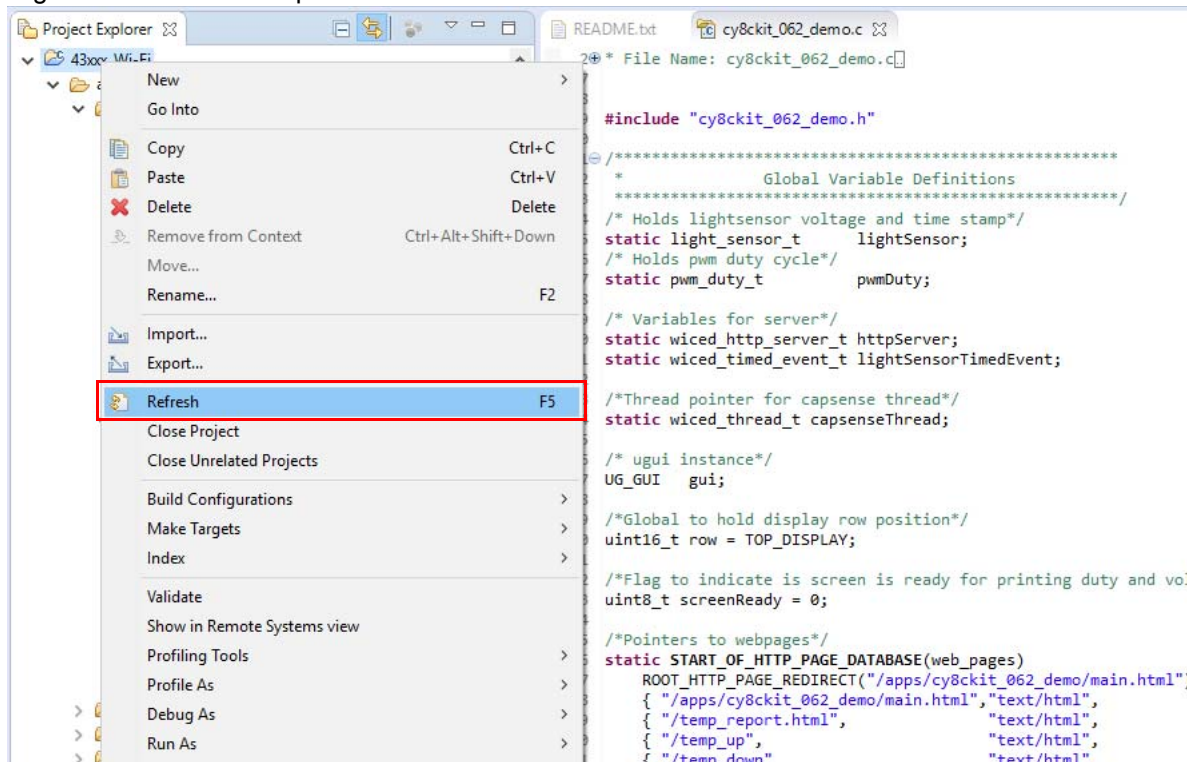 Project Explorer
43xxx_Wi-Fi
New
Go Into
Copy Ctrl+C
Paste Ctrl+V
Delete Delete
Remove from Context Ctrl+Alt+Shift+Down
Move...
Rename... F2
Import...
Export...
Refresh F5
Close Project
Close Unrelated Projects
Build Configurations
Make Targets
Index
Validate
Show in Remote Systems view
Profiling Tools
Profile As
Debug As
Run As
README.txt cy8ckit_062_demo.c
2 * File Name: cy8ckit_062_demo.c
#include "cy8ckit_062_demo.h"
/******************************************************
* Global Variable Definitions
******************************************************/
/* Holds lightsensor voltage and time stamp*/
static light_sensor_t lightSensor;
/* Holds pwm duty cycle*/
static pwm_duty_t pwmDuty;
/* Variables for server*/
static wiced_http_server_t httpServer;
static wiced_timed_event_t lightSensorTimedEvent;
/*Thread pointer for capsense thread*/
static wiced_thread_t capsenseThread;
/* ugui instance*/
UG_GUI gui;
/*Global to hold display row position*/
uint16_t row = TOP_DISPLAY;
/*Flag to indicate is screen is ready for printing duty and vo
uint8_t screenReady = 0;
/*Pointers to webpages*/
static START_OF_HTTP_PAGE_DATABASE(web_pages)
ROOT_HTTP_PAGE_REDIRECT("/apps/cy8ckit_062_demo/main.html")
{ "/apps/cy8ckit_062_demo/main.html","text/html",
{ "/temp_report.html", "text/html",
{ "/temp_up", "text/html",
{ "/temp_down" "text/html"